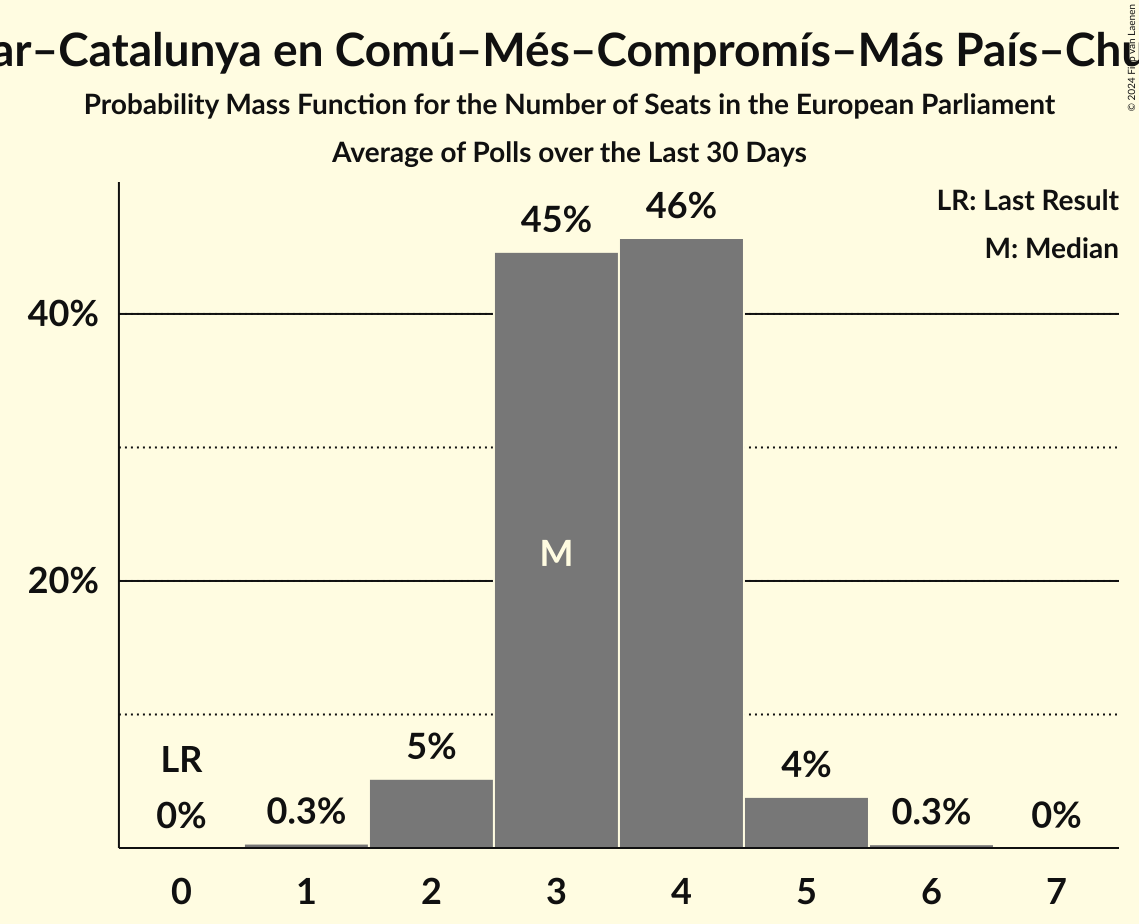 ar–Catalunya en Comú–Més–Compromís–Más País–Chu
Probability Mass Function for the Number of Seats in the European Parliament
Average of Polls over the Last 30 Days
© 2024 Filip van Laenen
LR: Last Result
M: Median
45%
46%
40%
M
20%
LR
0%
0.3%
5%
4%
0.3%
0%
0 1 2 3 4 5 6 7